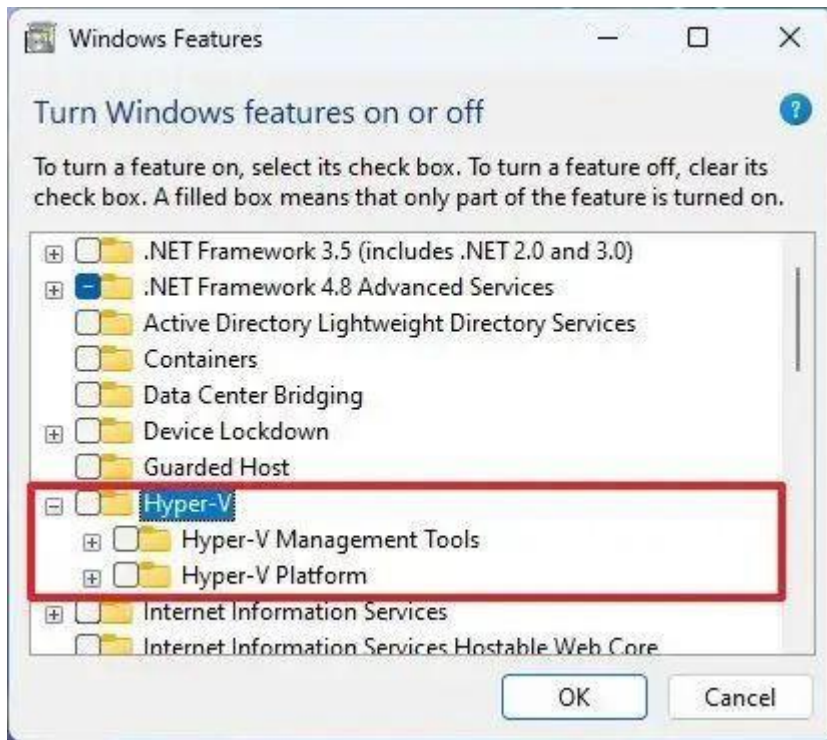 Windows Features
Turn Windows features on or off
?
To turn a feature on, select its check box. To turn a feature off, clear its
check box. A filled box means that only part of the feature is turned on.
.NET Framework 3.5 (includes .NET 2.0 and 3.0)
.NET Framework 4.8 Advanced Services
Active Directory Lightweight Directory Services
Containers
Data Center Bridging
Device Lockdown
Guarded Host
Hyper-V
Hyper-V Management Tools
Hyper-V Platform
Internet Information Services
Internet Information Services Hostable Web Core
OK
Cancel